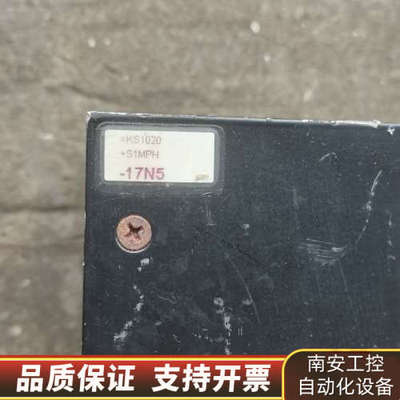 =KS1020
+S1MPH
-17N5
品质保证 支持开票
南安工控
自动化设备